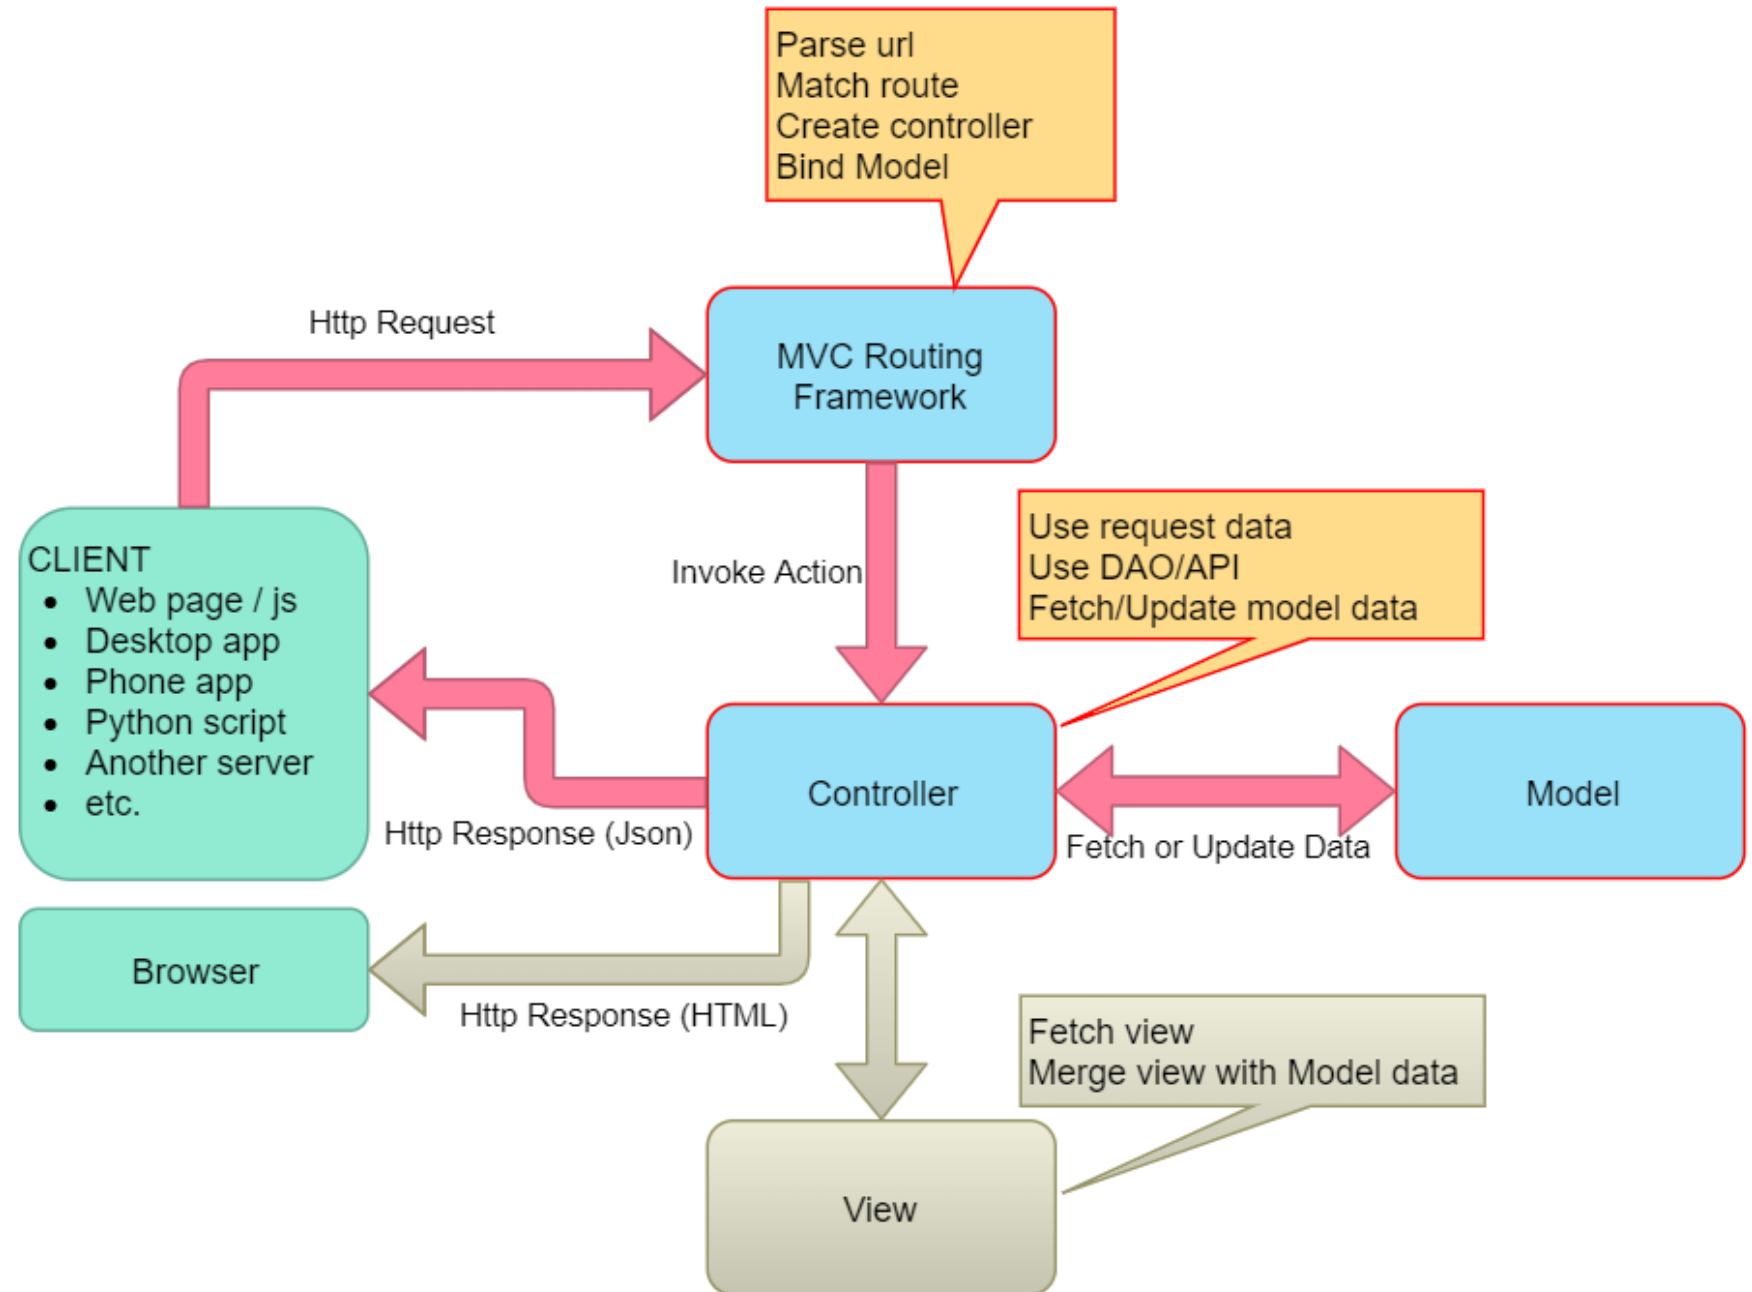 Parse url
Match route
Create controller
Bind Model
Http Request
MVC Routing
Framework
Invoke Action
Use request data
Use DAO/API
Fetch/Update model data
CLIENT
• Web page / js
• Desktop app
• Phone app
• Python script
• Another server
• etc.
Http Response (Json)
Controller
Fetch or Update Data
Model
Browser
Http Response (HTML)
Fetch view
Merge view with Model data
View